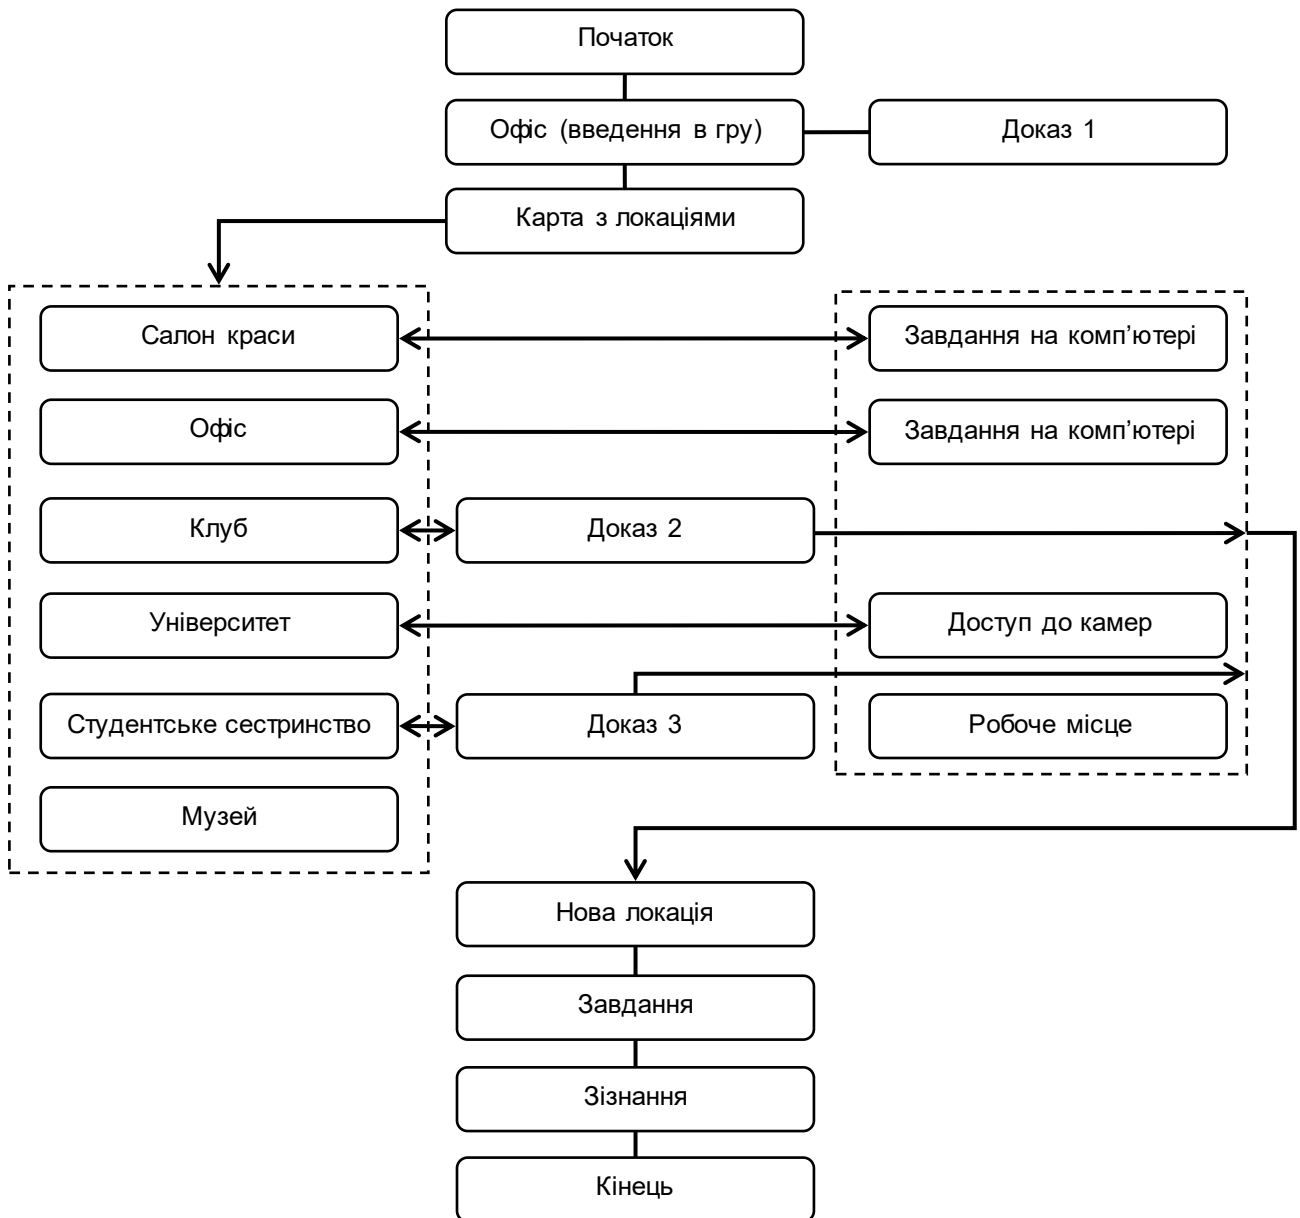 Початок
Офіс (введення в гру)
Доказ 1
Карта з локаціями
Салон краси
Завдання на комп’ютері
Офіс
Завдання на комп’ютері
Клуб
Доказ 2
Університет
Доступ до камер
Студентське сестринство
Доказ 3
Робоче місце
Музей
Нова локація
Завдання
Зізнання
Кінець